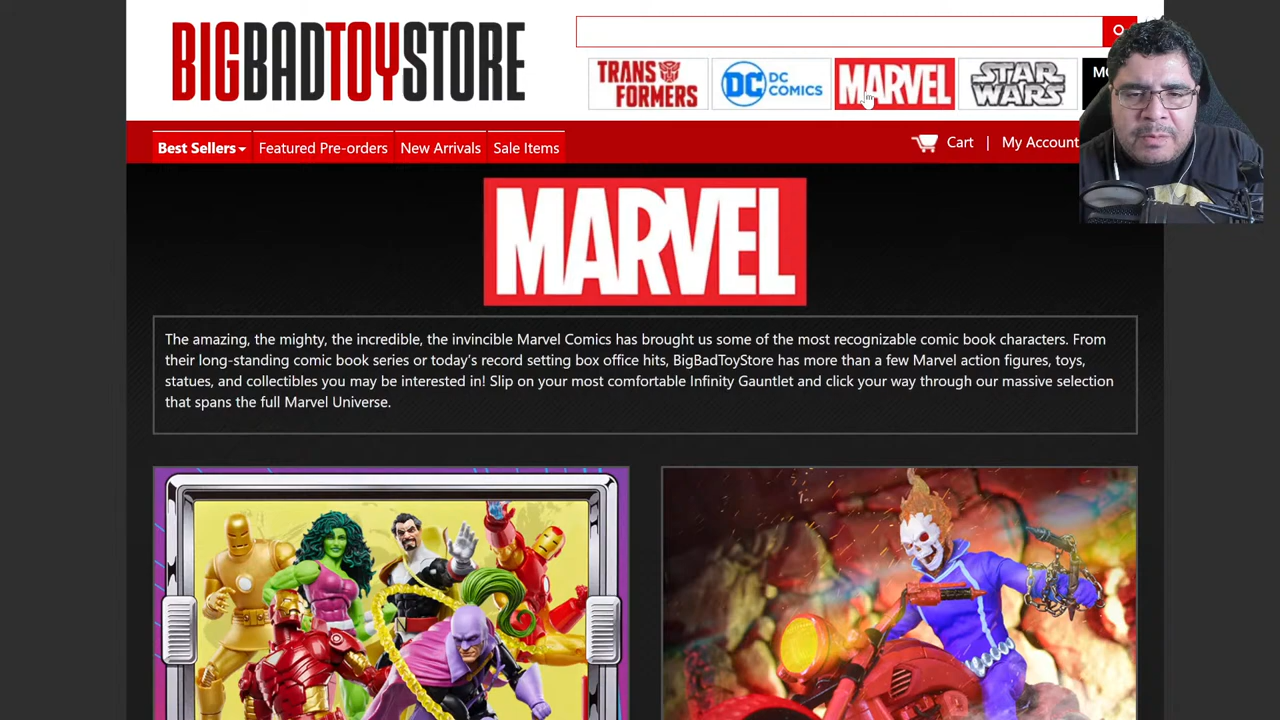 BIGBADTOYSTORE
TRANSFORMERS
DC DC COMICS
MARVEL
STAR WARS
Best Sellers
Featured Pre-orders
New Arrivals
Sale Items
Cart | My Account
MARVEL
The amazing, the mighty, the incredible, the invincible Marvel Comics has brought us some of the most recognizable comic book characters. From
their long-standing comic book series or today's record setting box office hits, BigBadToyStore has more than a few Marvel action figures, toys,
statues, and collectibles you may be interested in! Slip on your most comfortable Infinity Gauntlet and click your way through our massive selection
that spans the full Marvel Universe.